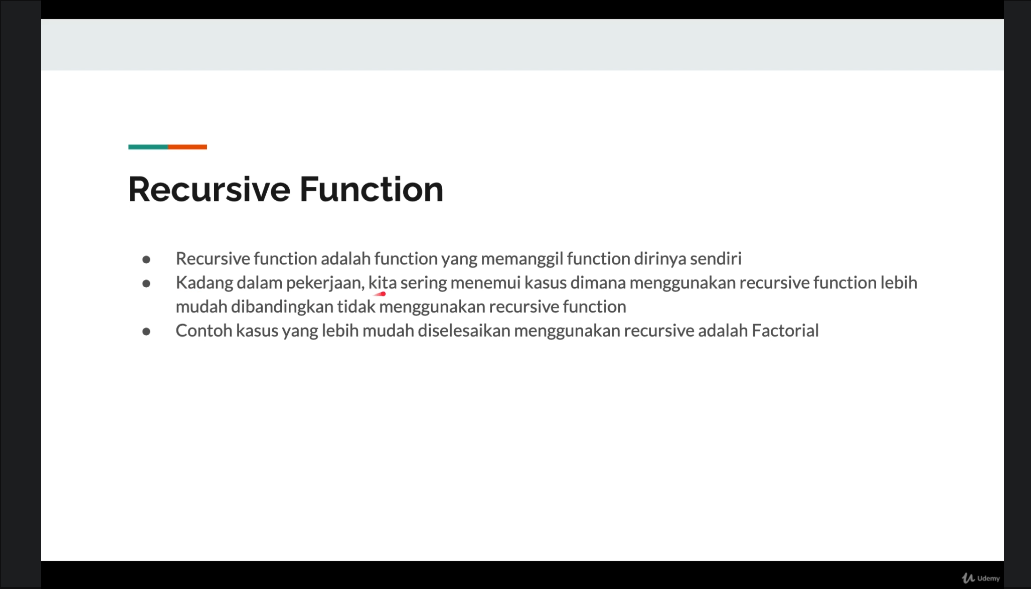 Recursive Function
● Recursive function adalah function yang memanggil function dirinya sendiri
● Kadang dalam pekerjaan, kita sering menemui kasus dimana menggunakan recursive function lebih
mudah dibandingkan tidak menggunakan recursive function
● Contoh kasus yang lebih mudah diselesaikan menggunakan recursive adalah Factorial
Udemy